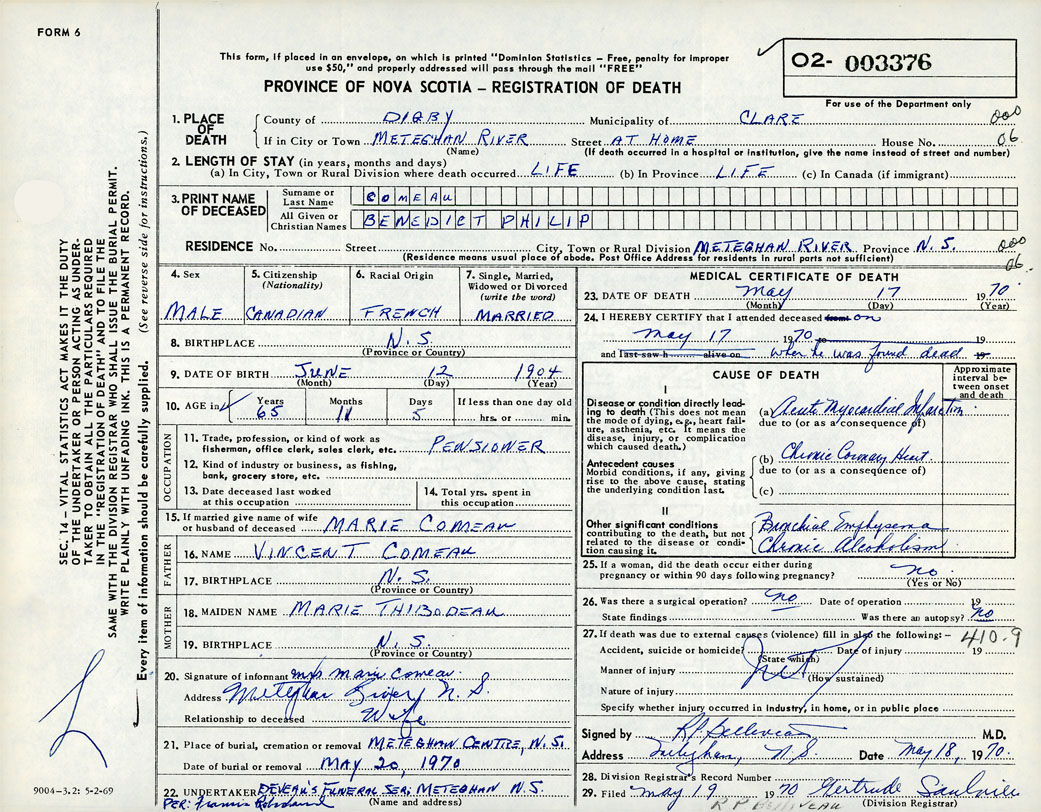 FORM 6
This form, if placed in an envelope, on which is printed "Dominion Statistics – Free, penalty for improper
use $50," and properly addressed will pass through the mail "FREE"
02- 003376
For use of the Department only
PROVINCE OF NOVA SCOTIA – REGISTRATION OF DEATH
1. PLACE OF DEATH County of DIGBY Municipality of CLARE 000
If in City or Town METEGHAN RIVER Street AT HOME House No. 06
(Name) (If death occurred in a hospital or institution, give the name instead of street and number)
2. LENGTH OF STAY (in years, months and days)
(a) In City, Town or Rural Division where death occurred LIFE (b) In Province LIFE (c) In Canada (if immigrant)
3. PRINT NAME OF DECEASED
Surname or Last Name COMEAU
All Given or Christian Names BENEDICT PHILIP
RESIDENCE No. Street City, Town or Rural Division METEGHAN RIVER Province N.S. 000
(Residence means usual place of abode. Post Office Address for residents in rural parts not sufficient) 06
4. Sex MALE
5. Citizenship (Nationality) CANADIAN
6. Racial Origin FRENCH
7. Single, Married, Widowed or Divorced (write the word) MARRIED
8. BIRTHPLACE N.S.
(Province or Country)
9. DATE OF BIRTH JUNE 12 1904
(Month) (Day) (Year)
10. AGE in Years Months Days If less than one day old
65 11 5 hrs. or min.
OCCUPATION
11. Trade, profession, or kind of work as
fisherman, office clerk, sales clerk, etc. PENSIONER
12. Kind of industry or business, as fishing,
bank, grocery store, etc.
13. Date deceased last worked
at this occupation
14. Total yrs. spent in
this occupation
15. If married give name of wife
or husband of deceased MARIE COMEAU
FATHER
16. NAME VINCENT COMEAU
17. BIRTHPLACE N.S.
(Province or Country)
MOTHER
18. MAIDEN NAME MARIE THIBODEAU
19. BIRTHPLACE N.S.
(Province or Country)
20. Signature of informant Mrs Marie Comeau
Address Meteghan River N.S.
Relationship to deceased Wife
21. Place of burial, cremation or removal METEGHAN CENTRE, N.S.
Date of burial or removal MAY 20, 1970
22. UNDERTAKER DEVEAU'S FUNERAL SER. METEGHAN N.S.
PER: Francis (Name and address)
MEDICAL CERTIFICATE OF DEATH
23. DATE OF DEATH May 17 1970
(Month) (Day) (Year)
24. I HEREBY CERTIFY that I attended deceased from on
May 17 1970 to 19
and last saw h alive on when he was found dead 19
CAUSE OF DEATH
Approximate interval between onset and death
I
Disease or condition directly leading to death (This does not mean the mode of dying, e.g., heart failure, asthenia, etc. It means the disease, injury, or complication which caused death.)
(a) Acute Myocardial Infarction
due to (or as a consequence of)
Antecedent causes
Morbid conditions, if any, giving rise to the above cause, stating the underlying condition last.
(b) Chronic Coronary Heart
due to (or as a consequence of)
(c)
II
Other significant conditions
contributing to the death, but not related to the disease or condition causing it.
Bronchial Emphysema
Chronic Alcoholism
25. If a woman, did the death occur either during
pregnancy or within 90 days following pregnancy? no
(Yes or No)
26. Was there a surgical operation? no Date of operation 19
State findings Was there an autopsy? no
27. If death was due to external causes (violence) fill in also the following:– 410-9
Accident, suicide or homicide? Date of injury 19
(State which)
Manner of injury
(How sustained)
Nature of injury
Specify whether injury occurred in industry, in home, or in public place
Signed by R P Belliveau M.D.
Address Meteghan, N.S. Date May 18, 1970.
28. Division Registrar's Record Number
29. Filed May 19 1970 Gertrude Saulnier
R P BELLIVEAU (Division Registrar)
SEC. 14 – VITAL STATISTICS ACT MAKES IT THE DUTY
OF THE UNDERTAKER OR PERSON ACTING AS UNDER-
TAKER TO OBTAIN ALL THE PARTICULARS REQUIRED
IN THE "REGISTRATION OF DEATH" AND TO FILE THE
SAME WITH THE DIVISION REGISTRAR WHO SHALL ISSUE THE BURIAL PERMIT.
WRITE PLAINLY WITH UNFADING INK. THIS IS A PERMANENT RECORD.
Every item of information should be carefully supplied. (See reverse side for instructions.)
9004-3.2: 5-2-69